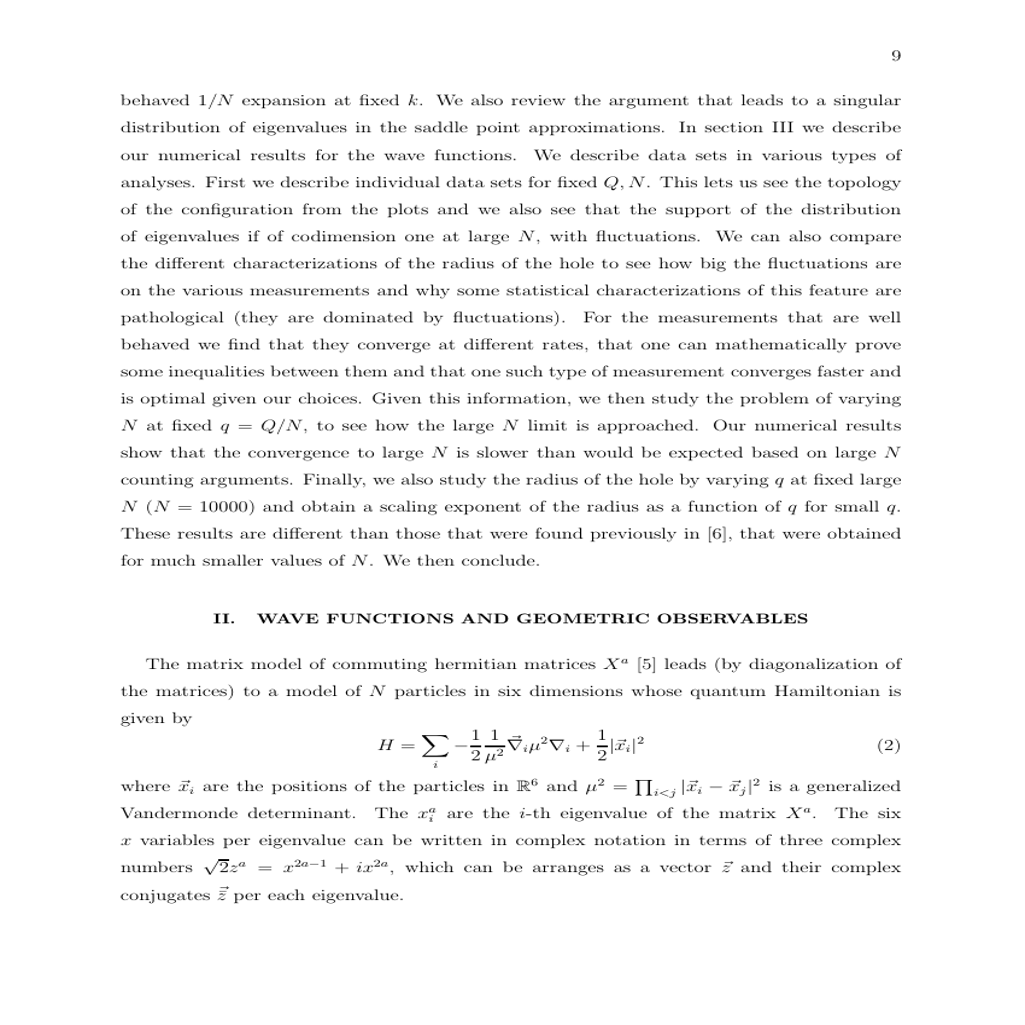 9
behaved 1/N expansion at fixed k. We also review the argument that leads to a singular
distribution of eigenvalues in the saddle point approximations. In section III we describe
our numerical results for the wave functions. We describe data sets in various types of
analyses. First we describe individual data sets for fixed Q, N. This lets us see the topology
of the configuration from the plots and we also see that the support of the distribution
of eigenvalues if of codimension one at large N, with fluctuations. We can also compare
the different characterizations of the radius of the hole to see how big the fluctuations are
on the various measurements and why some statistical characterizations of this feature are
pathological (they are dominated by fluctuations). For the measurements that are well
behaved we find that they converge at different rates, that one can mathematically prove
some inequalities between them and that one such type of measurement converges faster and
is optimal given our choices. Given this information, we then study the problem of varying
N at fixed q = Q/N, to see how the large N limit is approached. Our numerical results
show that the convergence to large N is slower than would be expected based on large N
counting arguments. Finally, we also study the radius of the hole by varying q at fixed large
N (N = 10000) and obtain a scaling exponent of the radius as a function of q for small q.
These results are different than those that were found previously in [6], that were obtained
for much smaller values of N. We then conclude.
II. WAVE FUNCTIONS AND GEOMETRIC OBSERVABLES
The matrix model of commuting hermitian matrices X^a [5] leads (by diagonalization of
the matrices) to a model of N particles in six dimensions whose quantum Hamiltonian is
given by
H = \sum_i -\frac{1}{2}\frac{1}{\mu^2}\vec{\nabla}_i \mu^2 \nabla_i + \frac{1}{2}|\vec{x}_i|^2 (2)
where \vec{x}_i are the positions of the particles in ℝ^6 and \mu^2 = \prod_{i<j} |\vec{x}_i − \vec{x}_j|^2 is a generalized
Vandermonde determinant. The x_i^a are the i-th eigenvalue of the matrix X^a. The six
x variables per eigenvalue can be written in complex notation in terms of three complex
numbers \sqrt{2}z^a = x^{2a−1} + ix^{2a}, which can be arranges as a vector \vec{z} and their complex
conjugates \vec{\bar{z}} per each eigenvalue.